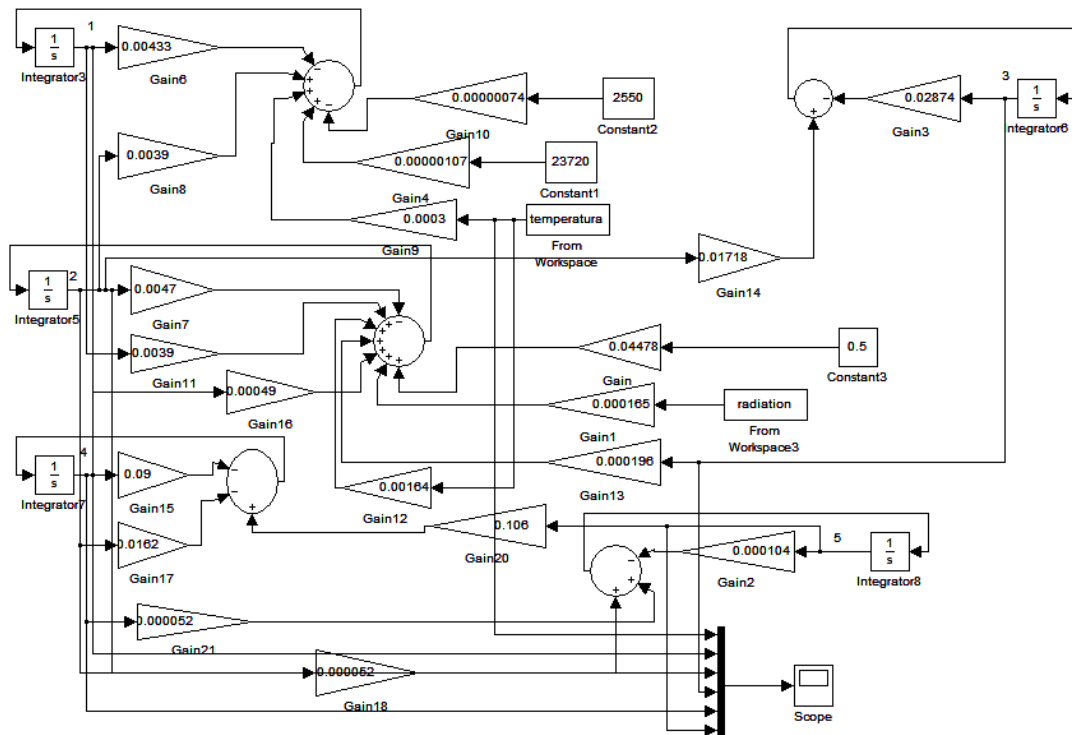 1
0.00433
1
s
Integrator3
Gain6
0.00000074
2550
Gain10
Constant2
3
0.02874
1
s
Gain3
Integrator6
0.0039
Gain8
0.00000107
23720
Gain4
Constant1
0.0003
temperatura
Gain9
From
Workspace
0.01718
Gain14
2
1
s
Integrator5
0.0047
Gain7
0.0039
Gain11
0.00049
Gain16
0.04478
0.5
Gain
Constant3
0.000165
radiation
Gain1
From
Workspace3
0.000196
Gain13
4
1
s
Integrator7
0.09
Gain15
0.00164
Gain12
0.0162
Gain17
0.106
Gain20
0.000104
5
1
s
Gain2
Integrator8
0.000052
Gain21
0.000052
Gain18
Scope